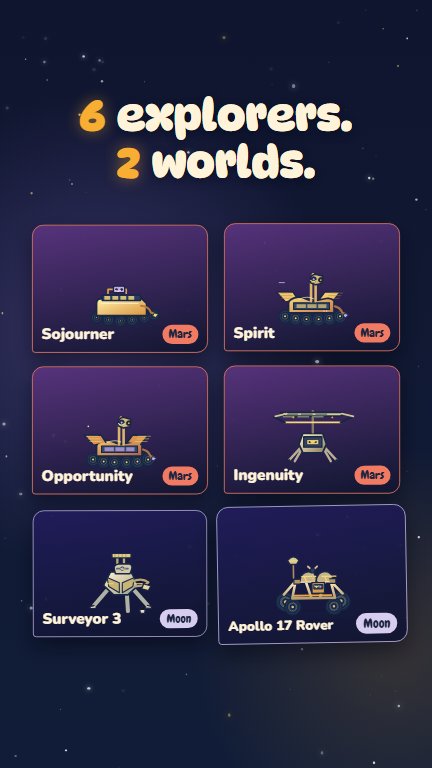 6 explorers.
2 worlds.
Sojourner
Mars
Spirit
Mars
Opportunity
Mars
Ingenuity
Mars
Surveyor 3
Moon
Apollo 17 Rover
Moon